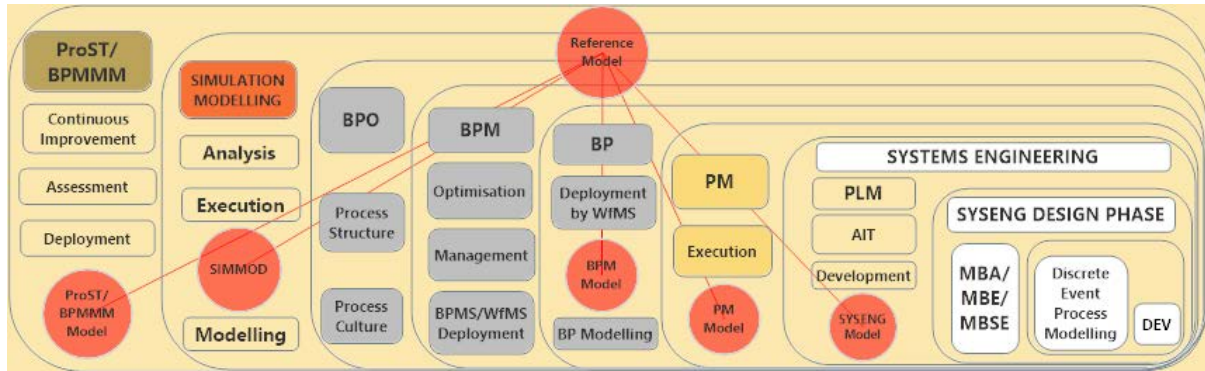 ProST/
BPMMM
Continuous
Improvement
Assessment
Deployment
ProST/
BPMMM
Model
SIMULATION
MODELLING
Analysis
Execution
SIMMOD
Modelling
BPO
Process
Structure
Process
Culture
Reference
Model
BPM
Optimisation
Management
BPMS/WfMS
Deployment
BP
Deployment
by WfMS
BPM
Model
BP Modelling
PM
Execution
PM
Model
SYSTEMS ENGINEERING
PLM
AIT
Development
SYSENG
Model
SYSENG DESIGN PHASE
MBA/
MBE/
MBSE
Discrete
Event
Process
Modelling
DEV